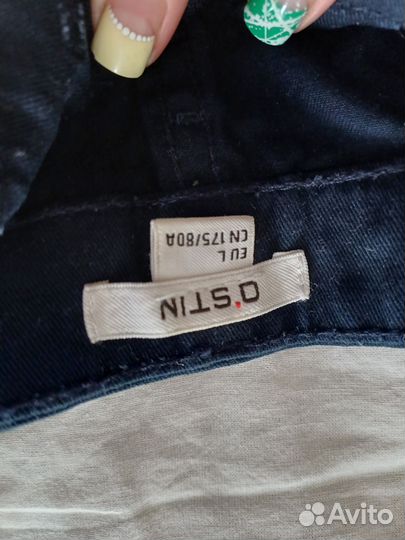 O'STIN
EU L
CN 175/80A
Avito